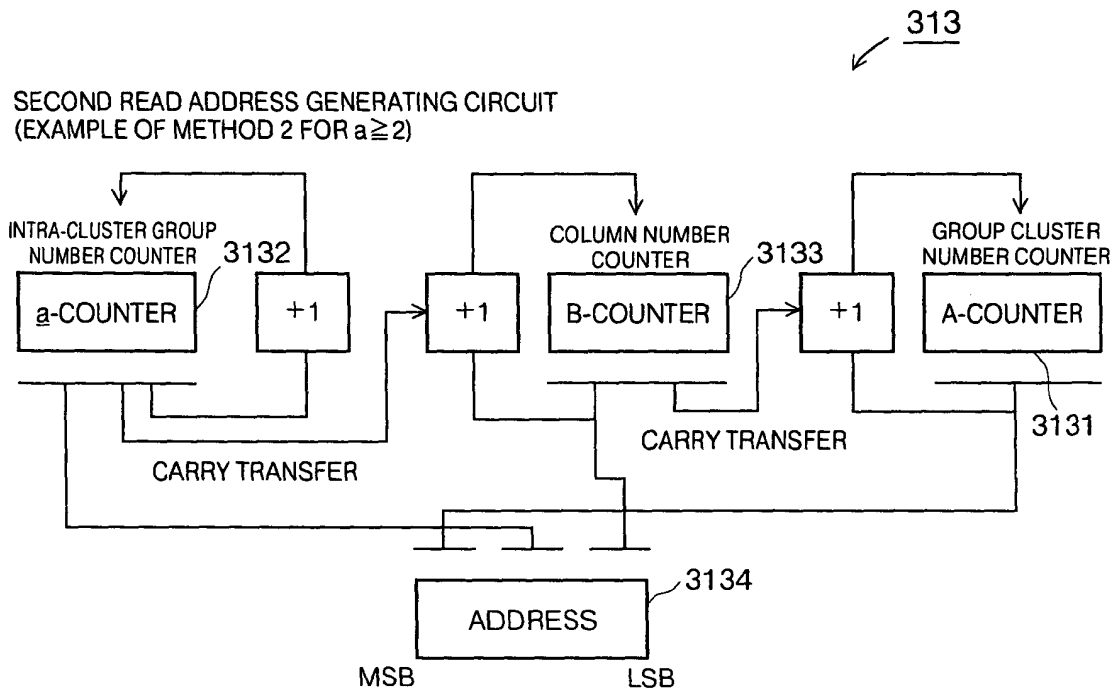 313
SECOND READ ADDRESS GENERATING CIRCUIT
(EXAMPLE OF METHOD 2 FOR a≧2)
INTRA-CLUSTER GROUP
NUMBER COUNTER
3132
a-COUNTER
+1
+1
COLUMN NUMBER
COUNTER
3133
B-COUNTER
+1
GROUP CLUSTER
NUMBER COUNTER
A-COUNTER
3131
CARRY TRANSFER
CARRY TRANSFER
3134
ADDRESS
MSB
LSB